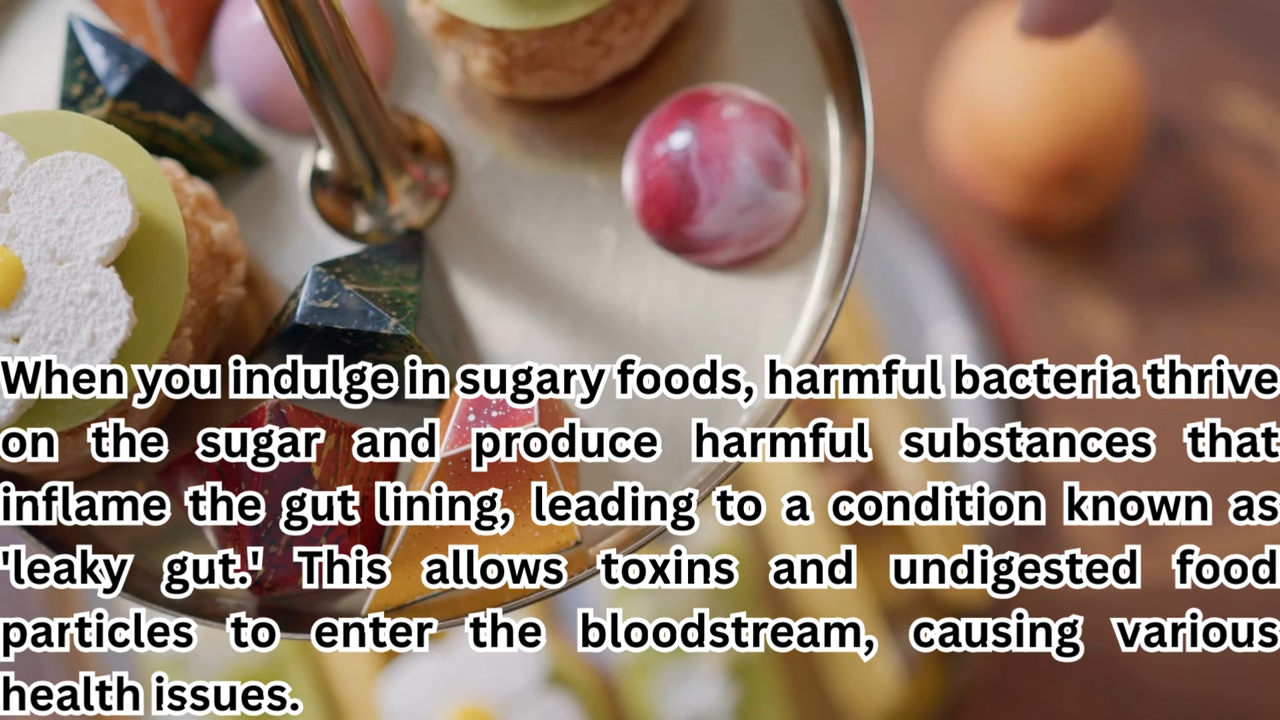 When you indulge in sugary foods, harmful bacteria thrive
on the sugar and produce harmful substances that
inflame the gut lining, leading to a condition known as
'leaky gut.' This allows toxins and undigested food
particles to enter the bloodstream, causing various
health issues.